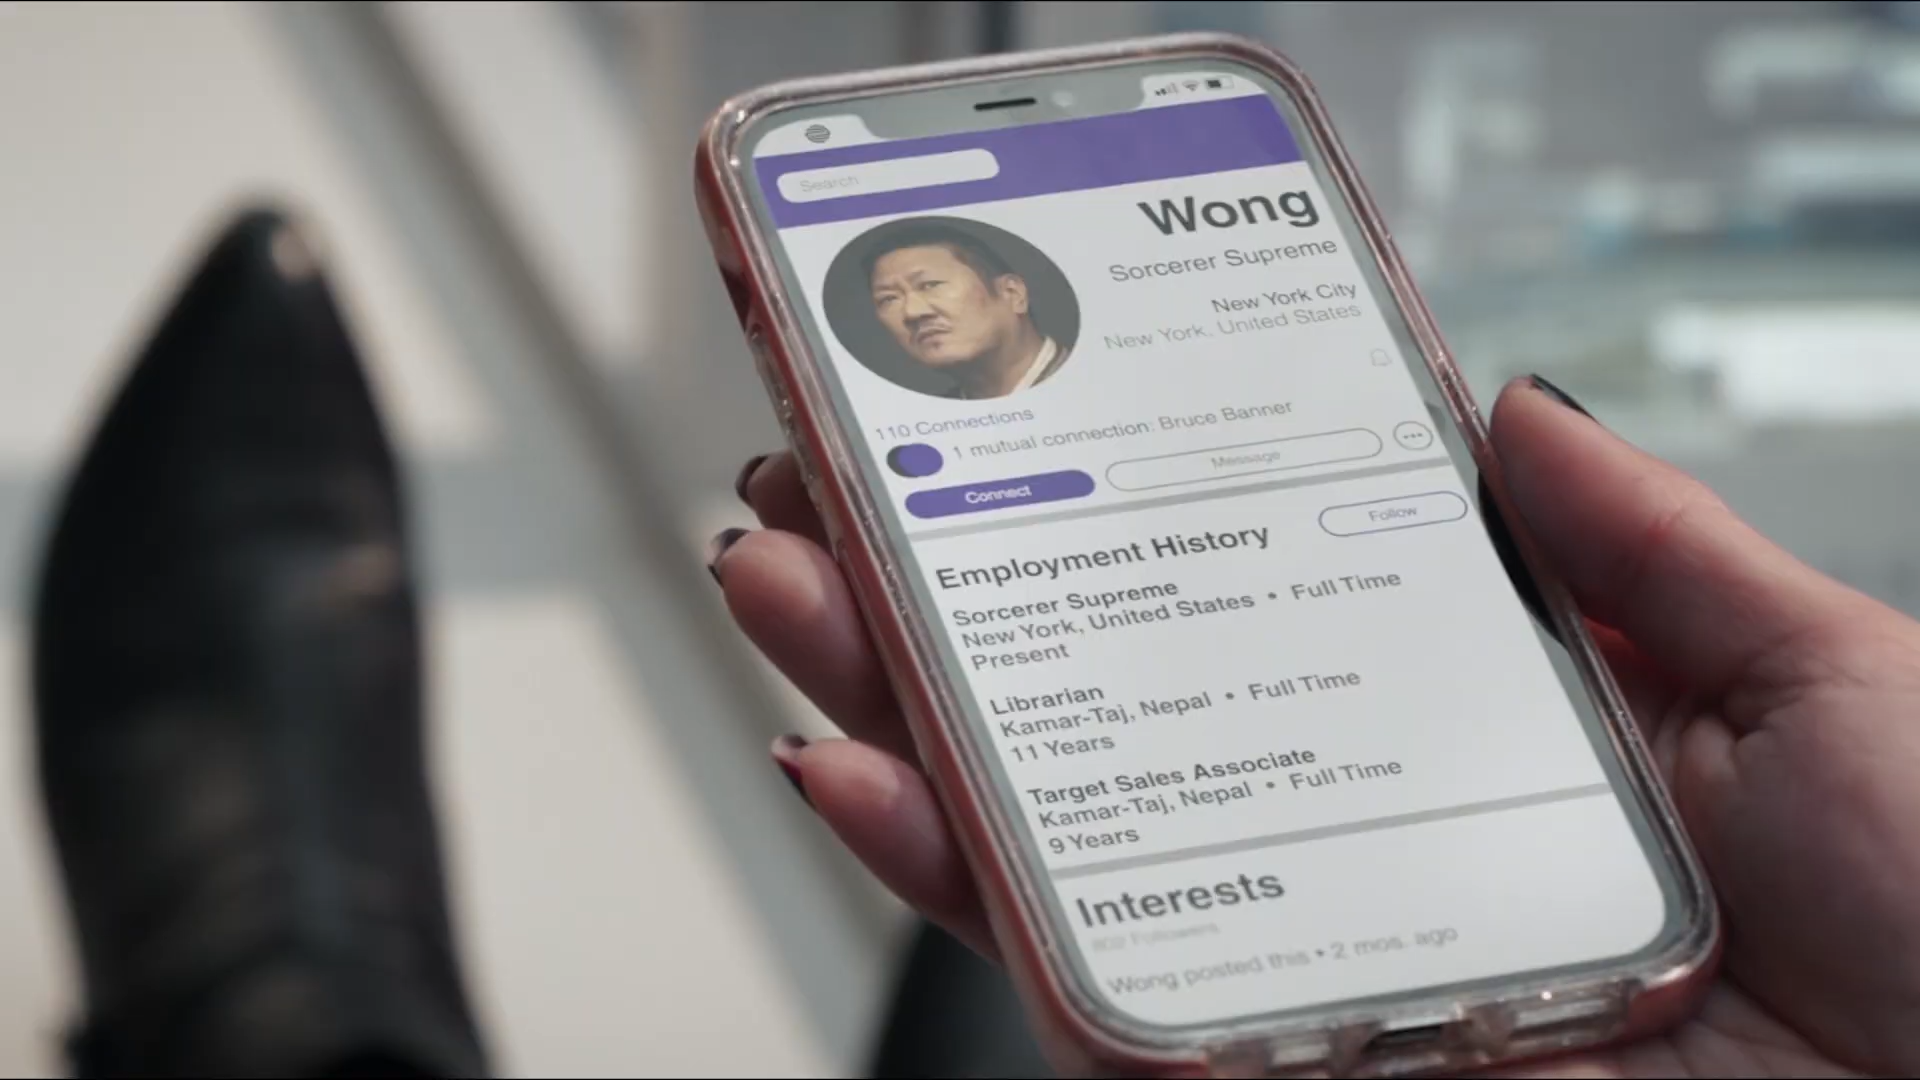 Search
Wong
Sorcerer Supreme
New York City
New York, United States
110 Connections
1 mutual connection: Bruce Banner
Connect
Message
Employment History
Follow
Sorcerer Supreme
New York, United States • Full Time
Present
Librarian
Kamar-Taj, Nepal • Full Time
11 Years
Target Sales Associate
Kamar-Taj, Nepal • Full Time
9 Years
Interests
802 Followers
Wong posted this • 2 mos. ago